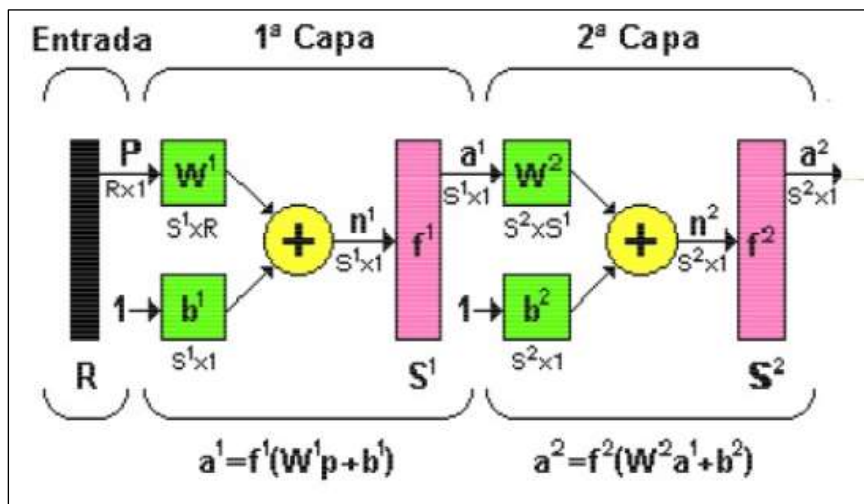 Entrada 1ª Capa 2ª Capa
P W¹ a¹ W² a²
Rx1 S¹x1 S²x1
S¹xR n¹ f¹ S²xS¹ n² f²
+ S¹x1 + S²x1
1 b¹ 1 b²
S¹x1 S²x1
R S¹ S²
a¹=f¹(W¹p+b¹) a²=f²(W²a¹+b²)